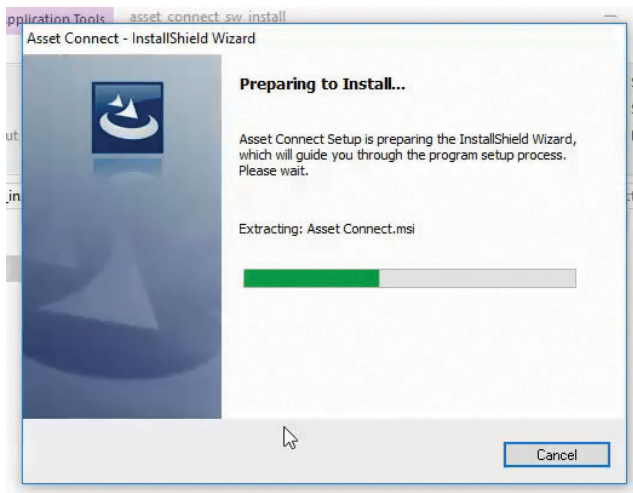 Application Tools
asset_connect_sw_install
Asset Connect - InstallShield Wizard
Preparing to Install...
Asset Connect Setup is preparing the InstallShield Wizard,
which will guide you through the program setup process.
Please wait.
Extracting: Asset Connect.msi
Cancel